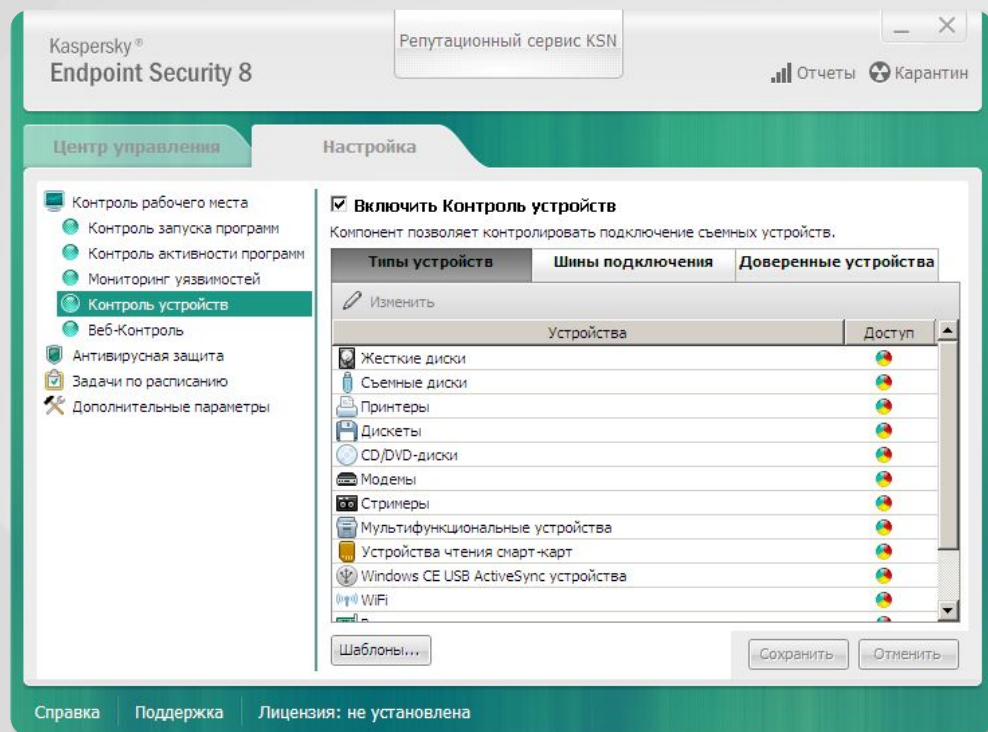 Kaspersky ®
Endpoint Security 8
Репутационный сервис KSN
Отчеты
Карантин
Центр управления
Настройка
Контроль рабочего места
Контроль запуска программ
Контроль активности программ
Мониторинг уязвимостей
Контроль устройств
Веб-Контроль
Антивирусная защита
Задачи по расписанию
Дополнительные параметры
Включить Контроль устройств
Компонент позволяет контролировать подключение съемных устройств.
Типы устройств
Шины подключения
Доверенные устройства
Изменить
Устройства
Доступ
Жесткие диски
Съемные диски
Принтеры
Дискеты
CD/DVD-диски
Модемы
Стримеры
Мультифункциональные устройства
Устройства чтения смарт-карт
Windows CE USB ActiveSync устройства
WiFi
Шаблоны...
Сохранить
Отменить
Справка
Поддержка
Лицензия: не установлена